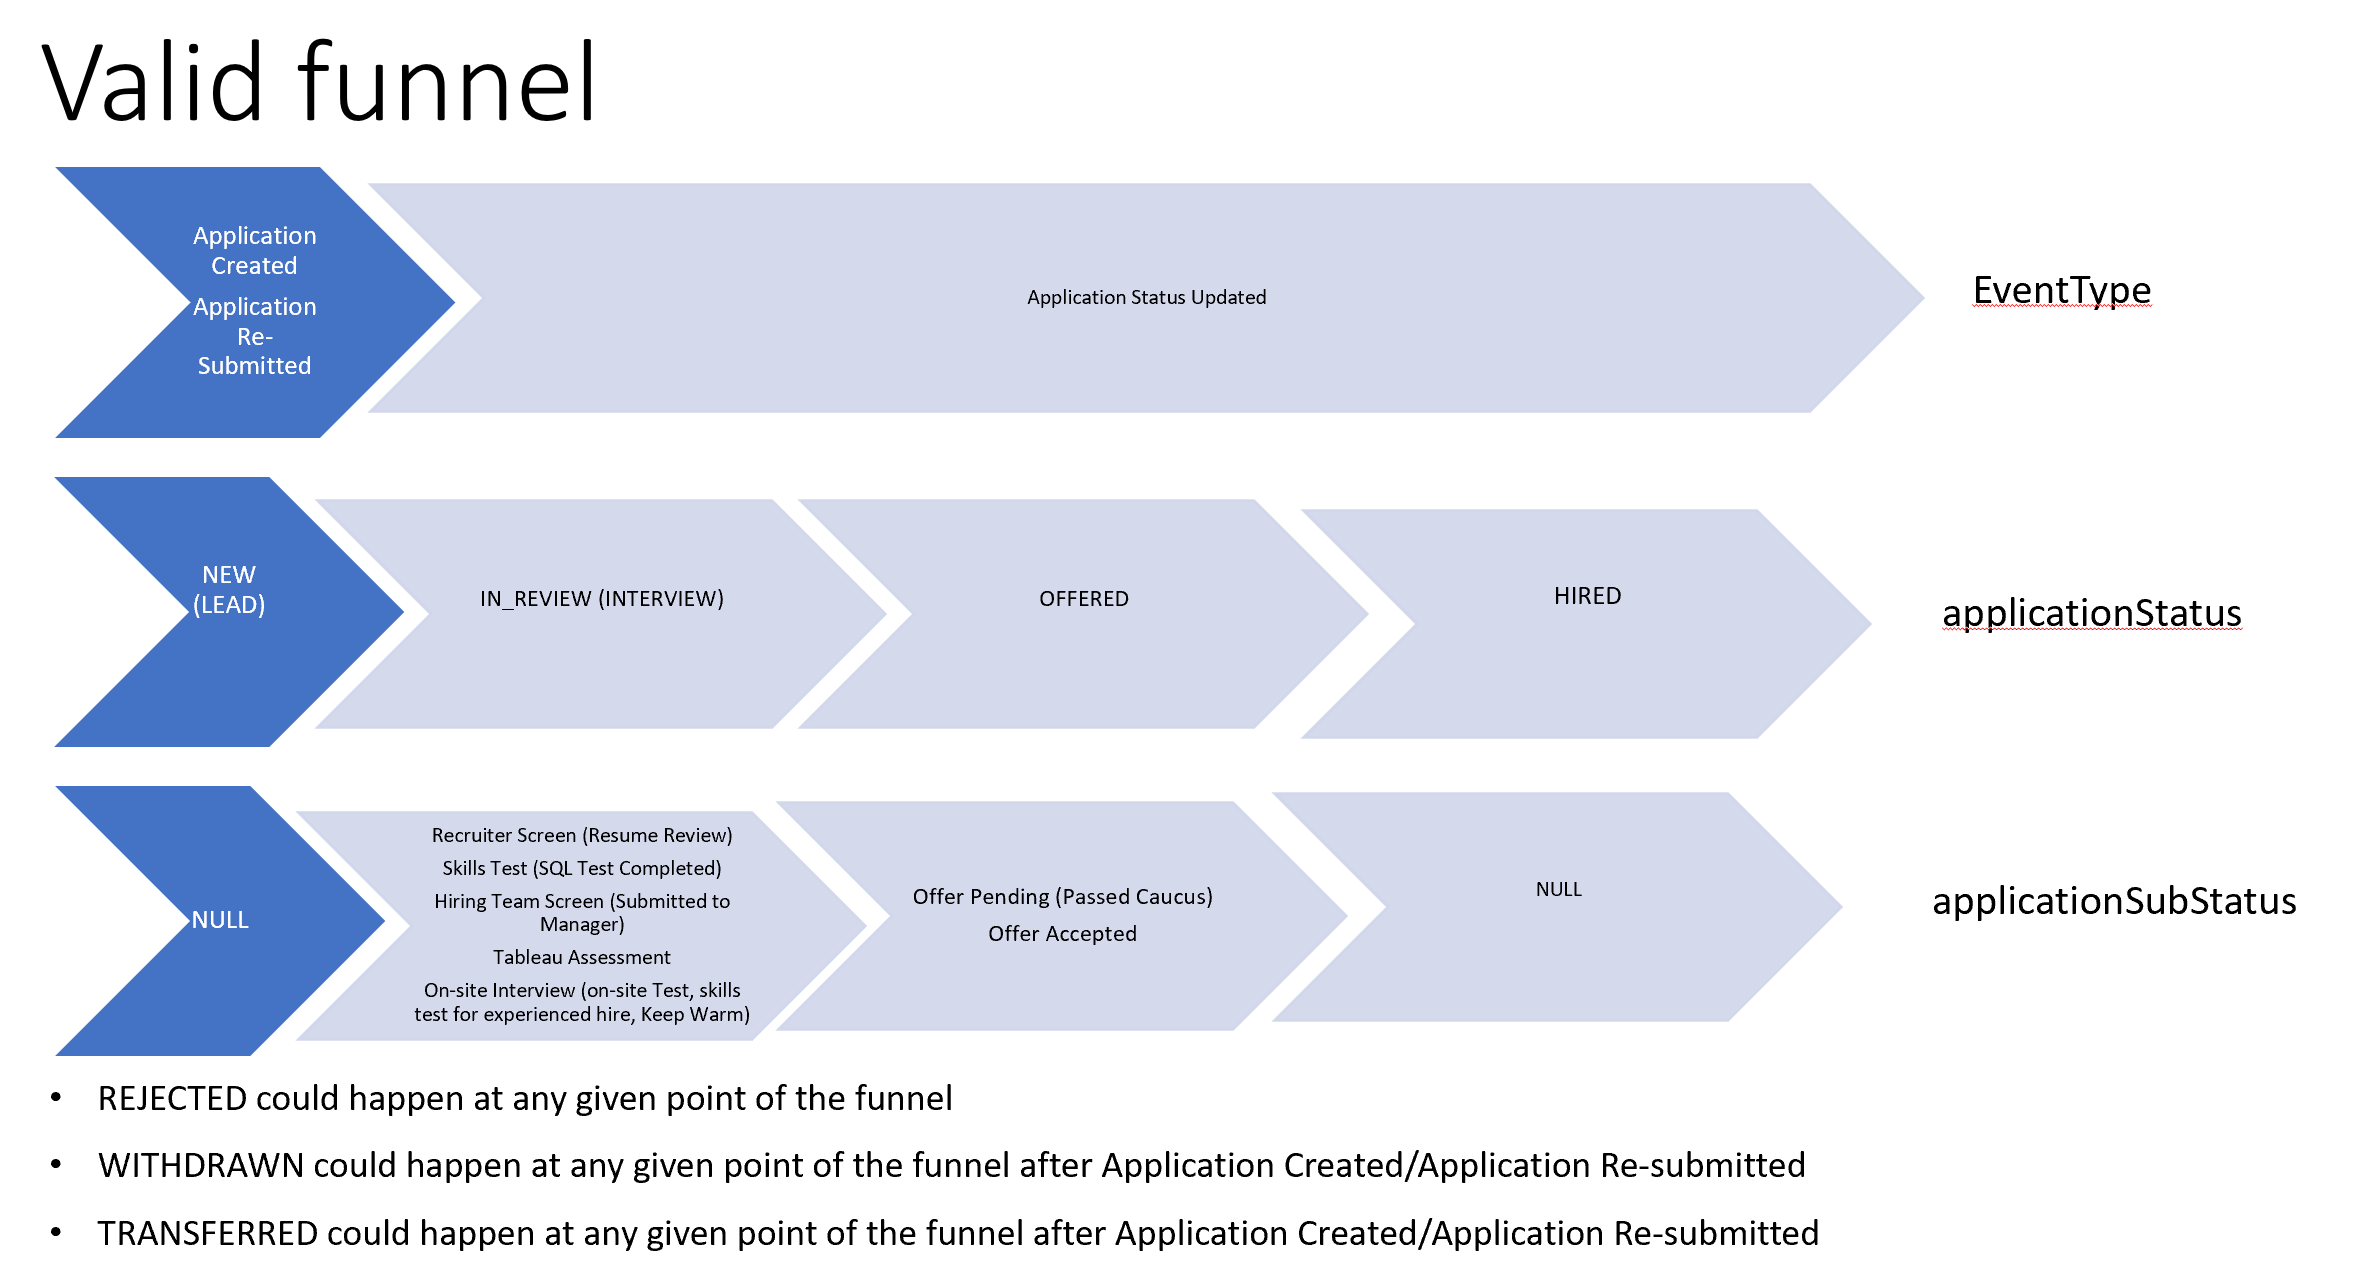 Valid funnel
Application
Created
Application
Re-
Submitted
Application Status Updated
EventType
NEW
(LEAD)
IN_REVIEW (INTERVIEW)
OFFERED
HIRED
applicationStatus
NULL
Recruiter Screen (Resume Review)
Skills Test (SQL Test Completed)
Hiring Team Screen (Submitted to
Manager)
Tableau Assessment
On-site Interview (on-site Test, skills
test for experienced hire, Keep Warm)
Offer Pending (Passed Caucus)
Offer Accepted
NULL
applicationSubStatus
• REJECTED could happen at any given point of the funnel
• WITHDRAWN could happen at any given point of the funnel after Application Created/Application Re-submitted
• TRANSFERRED could happen at any given point of the funnel after Application Created/Application Re-submitted